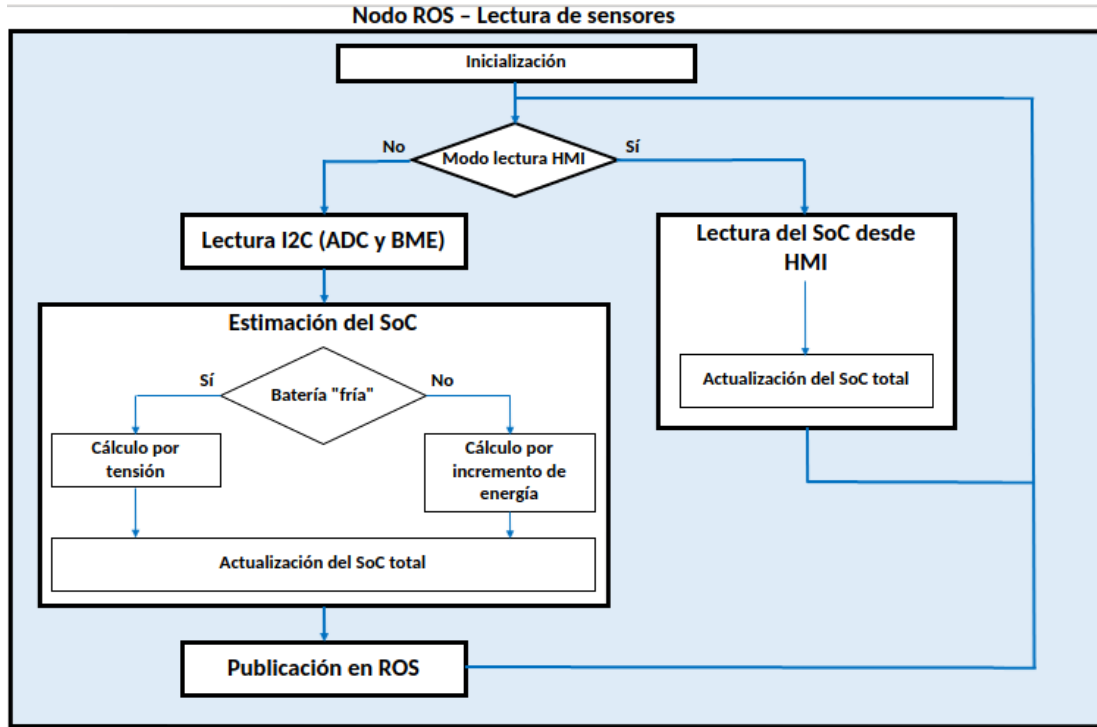 Nodo ROS – Lectura de sensores
Inicialización
No
Modo lectura HMI
Sí
Lectura I2C (ADC y BME)
Lectura del SoC desde
HMI
Actualización del SoC total
Estimación del SoC
Sí
Batería "fría"
No
Cálculo por
tensión
Cálculo por
incremento de
energía
Actualización del SoC total
Publicación en ROS